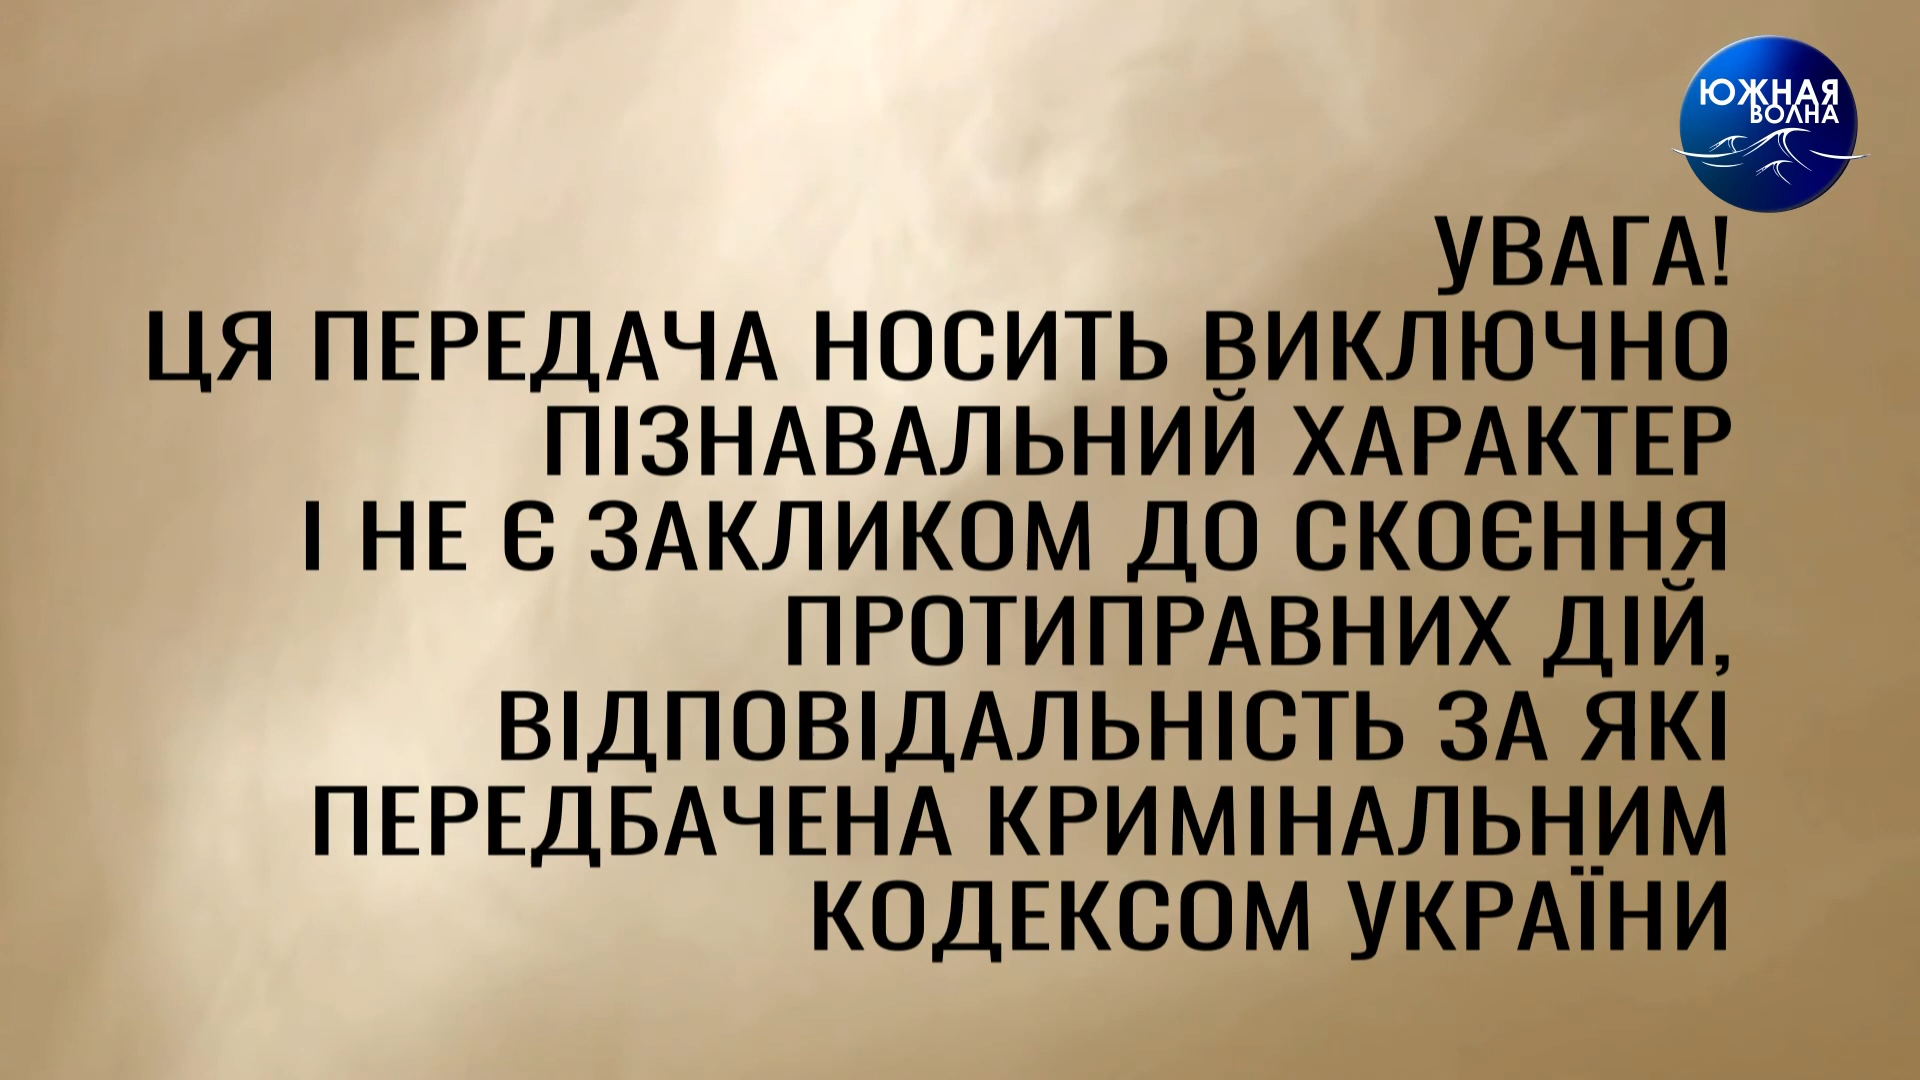 ЮЖНАЯ
ВОЛНА
УВАГА!
ЦЯ ПЕРЕДАЧА НОСИТЬ ВИКЛЮЧНО
ПІЗНАВАЛЬНИЙ ХАРАКТЕР
І НЕ Є ЗАКЛИКОМ ДО СКОЄННЯ
ПРОТИПРАВНИХ ДІЙ,
ВІДПОВІДАЛЬНІСТЬ ЗА ЯКІ
ПЕРЕДБАЧЕНА КРИМІНАЛЬНИМ
КОДЕКСОМ УКРАЇНИ